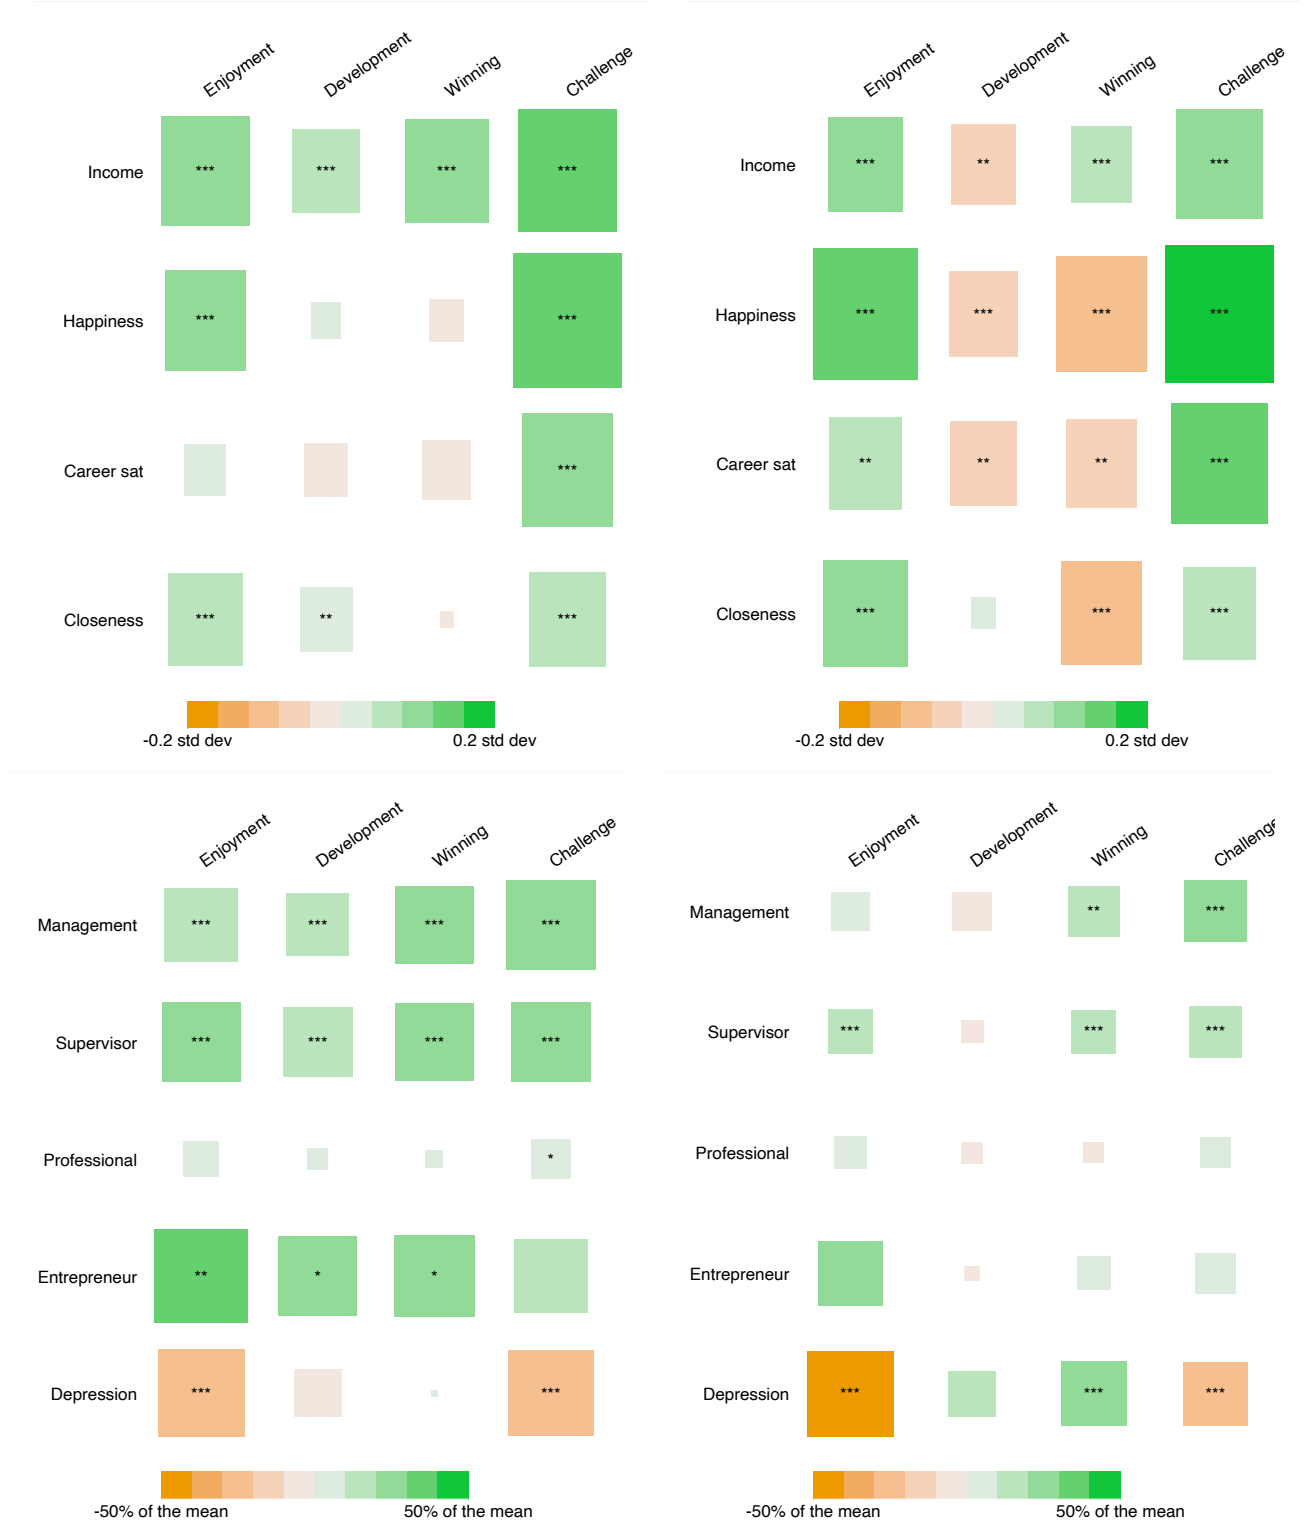 Enjoyment Development Winning Challenge
Income *** *** *** ***
Happiness *** ***
Career sat ***
Closeness *** ** ***
-0.2 std dev 0.2 std dev
Enjoyment Development Winning Challenge
Income *** ** *** ***
Happiness *** *** *** ***
Career sat ** ** ** ***
Closeness *** *** ***
-0.2 std dev 0.2 std dev
Enjoyment Development Winning Challenge
Management *** *** *** ***
Supervisor *** *** *** ***
Professional *
Entrepreneur ** * *
Depression *** ***
-50% of the mean 50% of the mean
Enjoyment Development Winning Challenge
Management ** ***
Supervisor *** *** ***
Professional
Entrepreneur
Depression *** *** ***
-50% of the mean 50% of the mean